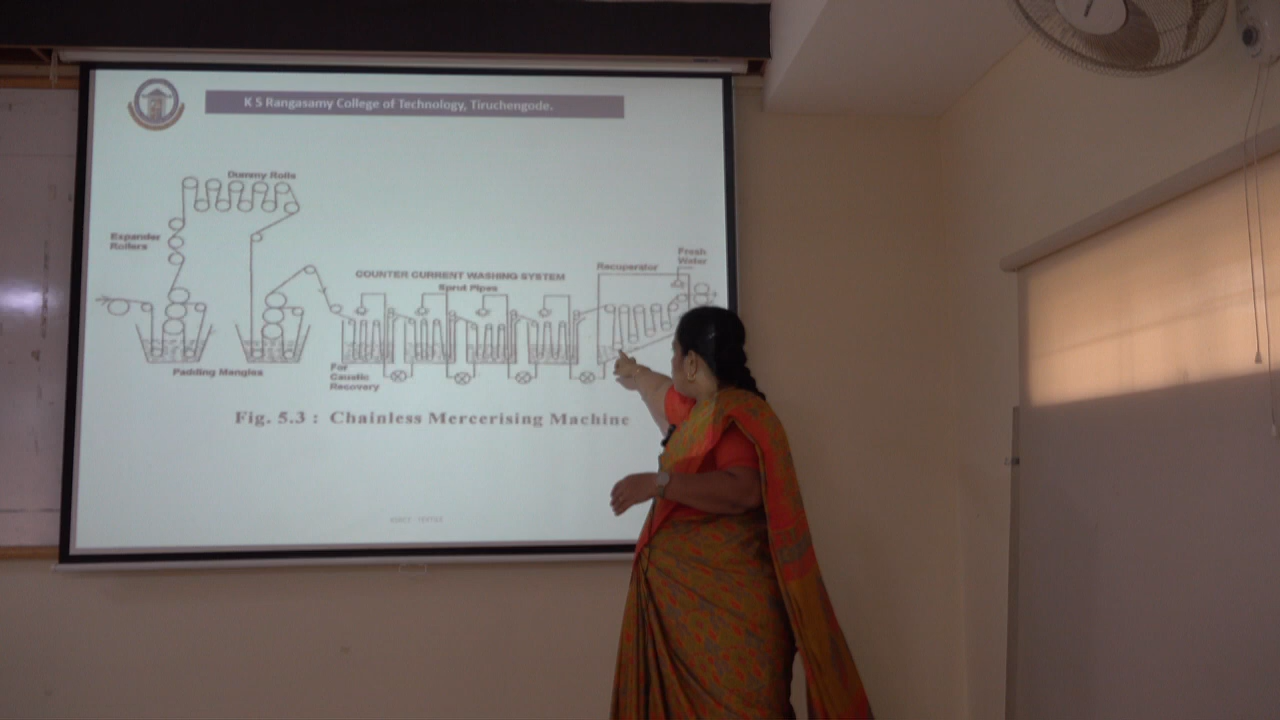 K S Rangasamy College of Technology, Tiruchengode.
Dummy Rolls
Expander
Rollers
Fresh
Water
Recuperator
COUNTER CURRENT WASHING SYSTEM
Sprut Pipes
For
Caustic
Recovery
Padding Mangles
Fig. 5.3 : Chainless Mercerising Machine